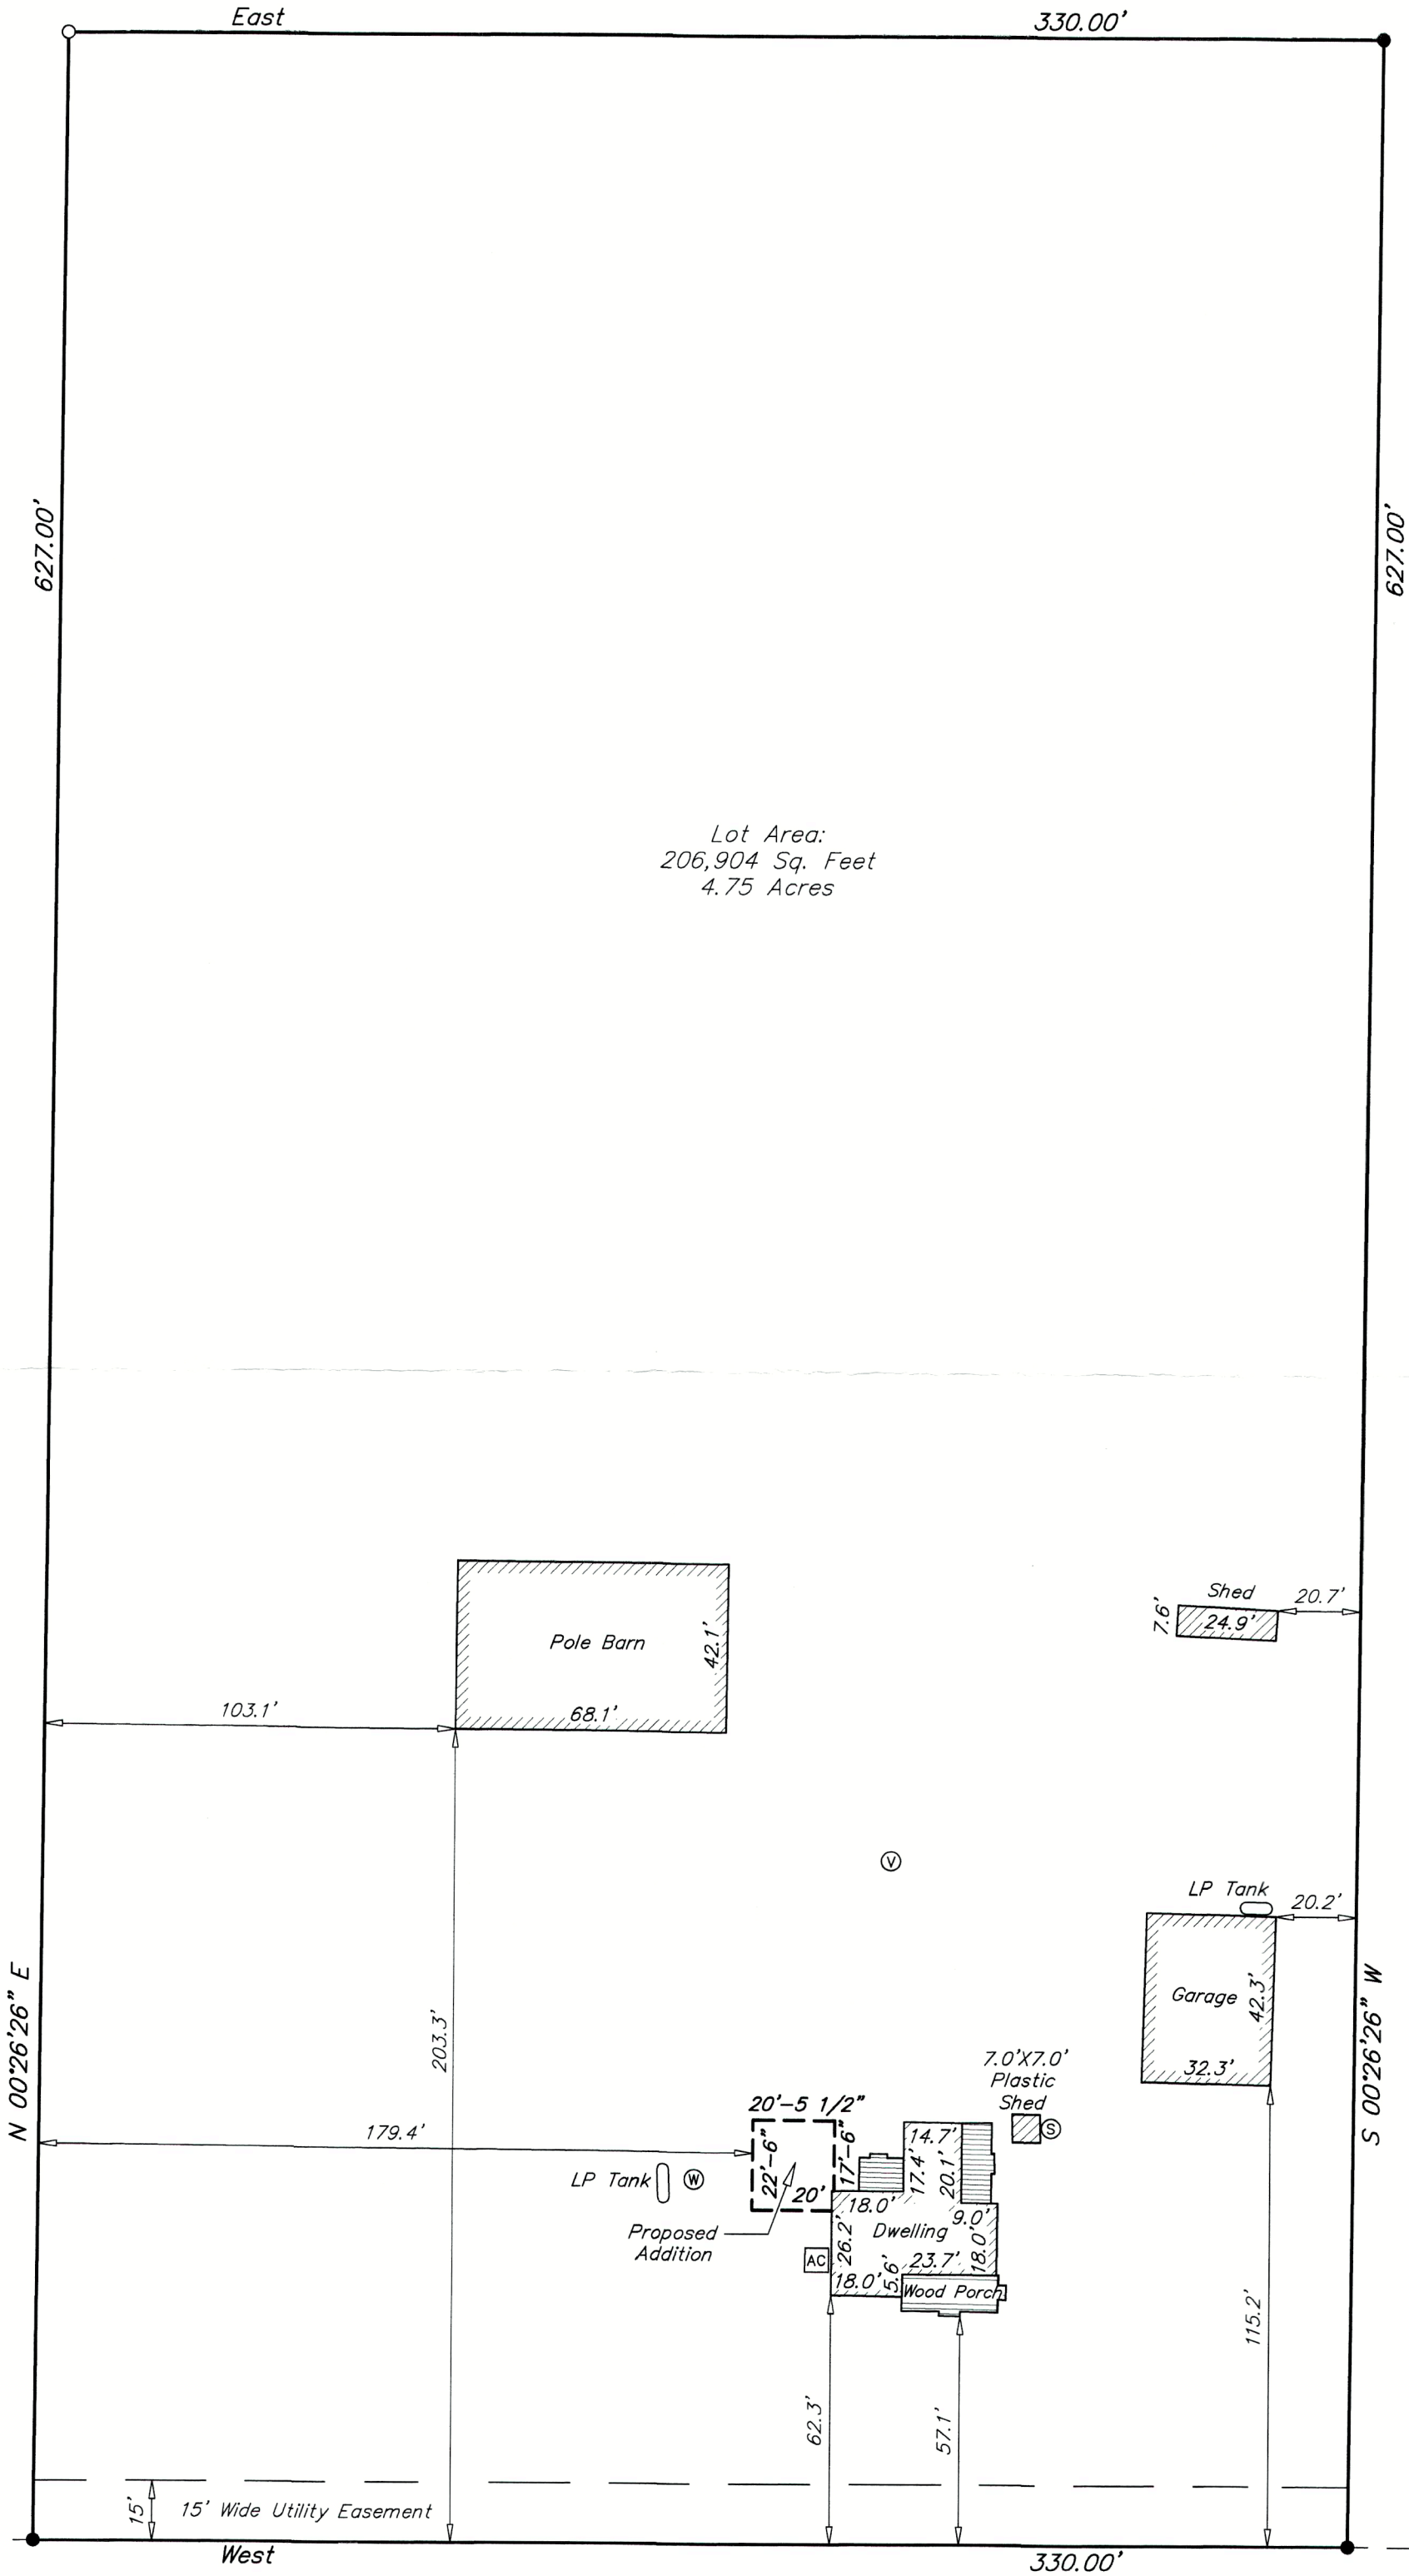 East
330.00'
627.00'
627.00'
Lot Area:
206,904 Sq. Feet
4.75 Acres
Shed
20.7'
7.6'
24.9'
Pole Barn
42.1'
68.1'
103.1'
V
LP Tank
20.2'
Garage
42.3'
32.3'
N 00°26'26" E
S 00°26'26" W
203.3'
7.0'X7.0'
Plastic
Shed
S
20'-5 1/2"
179.4'
22'-6"
17'-6"
20'
14.7'
17.4'
20.1'
LP Tank
W
18.0'
9.0'
Proposed
Addition
Dwelling
26.2'
18.0'
AC
23.7'
18.0'
5.6'
Wood Porch
115.2'
62.3'
57.1'
15'
15' Wide Utility Easement
West
330.00'